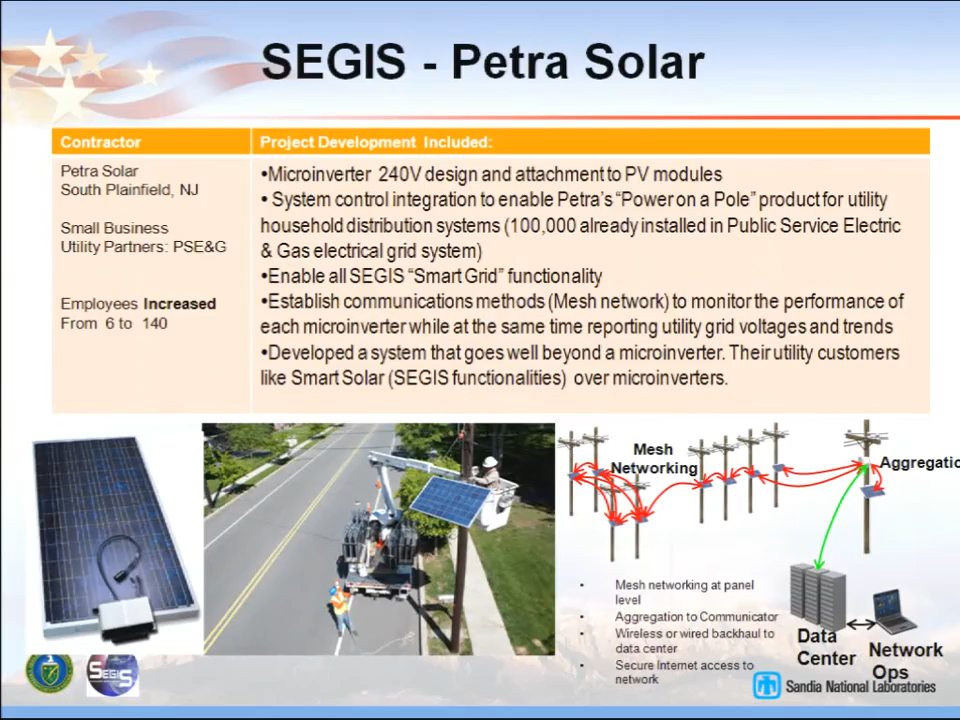 SEGIS - Petra Solar
Contractor
Project Development Included:
Petra Solar
South Plainfield, NJ
Small Business
Utility Partners: PSE&G
Employees Increased
From 6 to 140
•Microinverter 240V design and attachment to PV modules
• System control integration to enable Petra's “Power on a Pole” product for utility
household distribution systems (100,000 already installed in Public Service Electric
& Gas electrical grid system)
•Enable all SEGIS “Smart Grid” functionality
•Establish communications methods (Mesh network) to monitor the performance of
each microinverter while at the same time reporting utility grid voltages and trends
•Developed a system that goes well beyond a microinverter. Their utility customers
like Smart Solar (SEGIS functionalities) over microinverters.
Mesh
Networking
Aggregatio
• Mesh networking at panel
level
• Aggregation to Communicator
• Wireless or wired backhaul to
data center
• Secure Internet access to
network
Data
Center
Network
Ops
SEGIS
Sandia National Laboratories